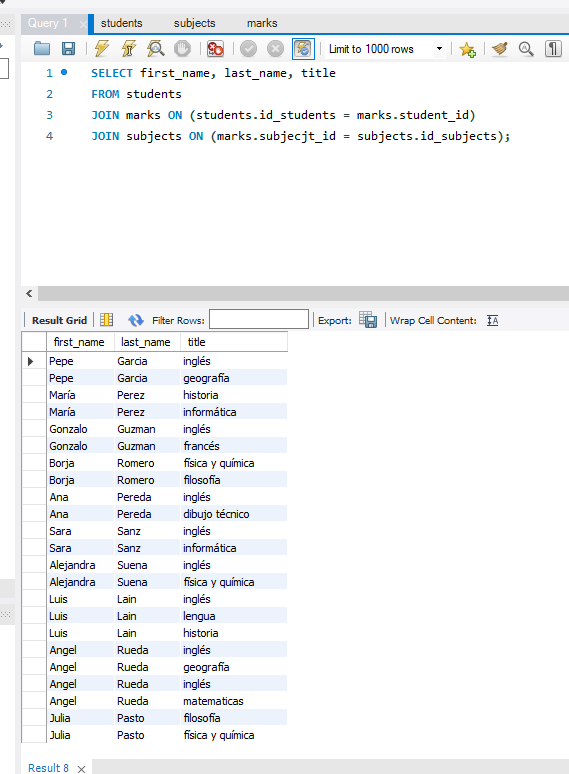 Query 1 students subjects marks
Limit to 1000 rows
1 SELECT first_name, last_name, title
2 FROM students
3 JOIN marks ON (students.id_students = marks.student_id)
4 JOIN subjects ON (marks.subjecjt_id = subjects.id_subjects);
Result Grid Filter Rows: Export: Wrap Cell Content:
first_name last_name title
Pepe Garcia inglés
Pepe Garcia geografía
María Perez historia
María Perez informática
Gonzalo Guzman inglés
Gonzalo Guzman francés
Borja Romero física y química
Borja Romero filosofía
Ana Pereda inglés
Ana Pereda dibujo técnico
Sara Sanz inglés
Sara Sanz informática
Alejandra Suena inglés
Alejandra Suena física y química
Luis Lain inglés
Luis Lain lengua
Luis Lain historia
Angel Rueda inglés
Angel Rueda geografía
Angel Rueda inglés
Angel Rueda matematicas
Julia Pasto filosofía
Julia Pasto física y química
Result 8